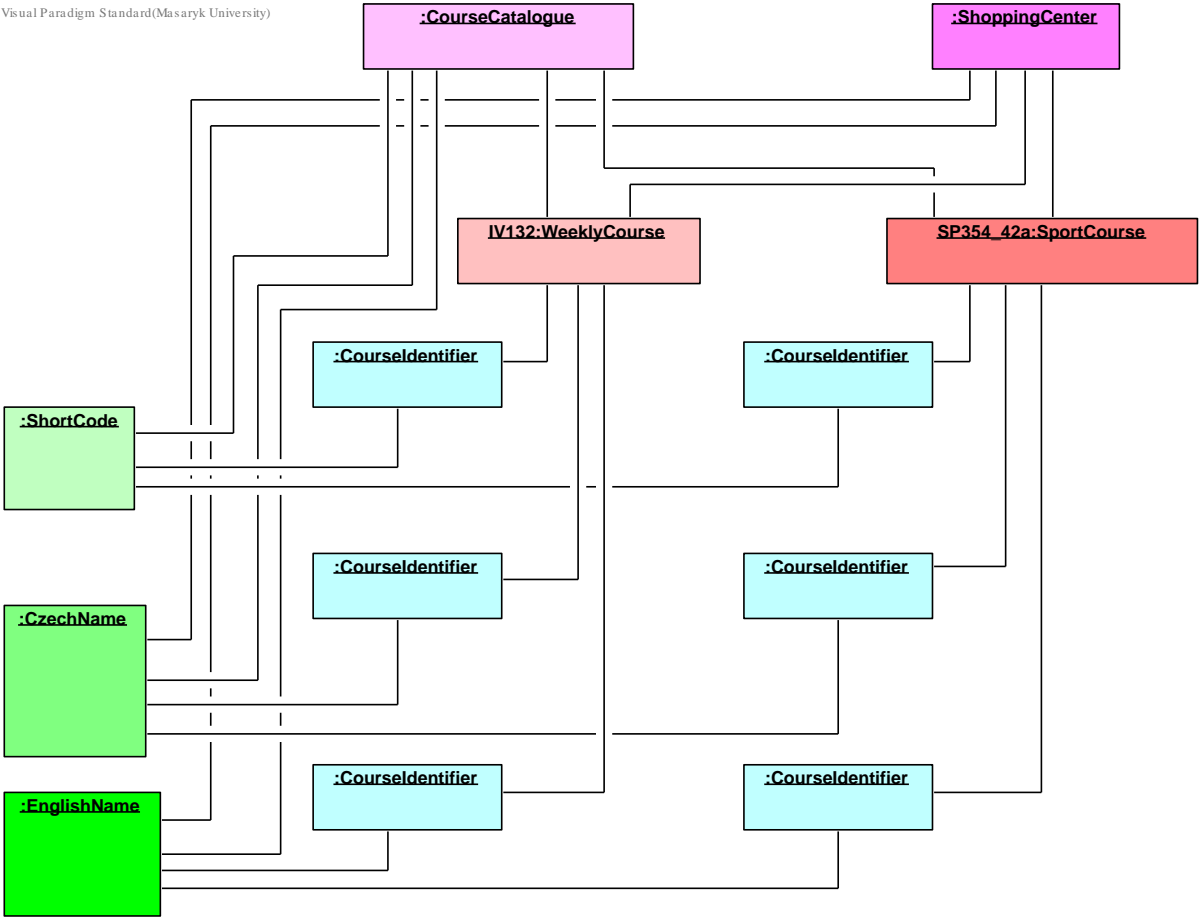 Visual Paradigm Standard(Masaryk University)
:CourseCatalogue
:ShoppingCenter
IV132:WeeklyCourse
SP354_42a:SportCourse
:CourseIdentifier
:CourseIdentifier
:ShortCode
:CourseIdentifier
:CourseIdentifier
:CzechName
:CourseIdentifier
:CourseIdentifier
:EnglishName